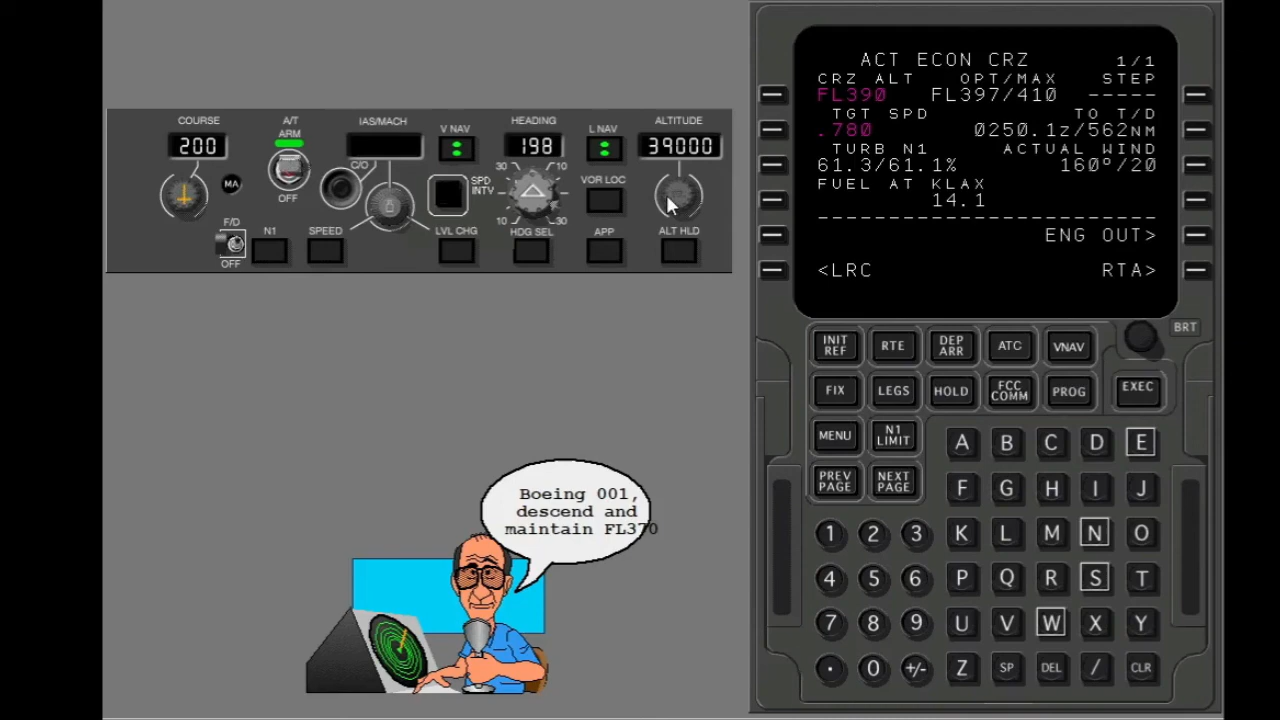 COURSE
200
A/T
ARM
OFF
MA
F/D
OFF
N1
SPEED
IAS/MACH
C/O
V NAV
SPD
INTV
LVL CHG
HEADING
198
30
10
10
30
HDG SEL
L NAV
VOR LOC
APP
ALTITUDE
39000
ALT HLD
ACT ECON CRZ 1/1
CRZ ALT OPT/MAX STEP
FL390 FL397/410 -----
TGT SPD TO T/D
.780 0250.1z/562NM
TURB N1 ACTUAL WIND
61.3/61.1% 160°/20
FUEL AT KLAX
14.1
------------------------
ENG OUT>
<LRC RTA>
BRT
INIT REF
RTE
DEP ARR
ATC
VNAV
FIX
LEGS
HOLD
FCC COMM
PROG
EXEC
MENU
N1 LIMIT
PREV PAGE
NEXT PAGE
A B C D E
F G H I J
1 2 3 K L M N O
4 5 6 P Q R S T
7 8 9 U V W X Y
. 0 +/- Z SP DEL / CLR
Boeing 001,
descend and
maintain FL370